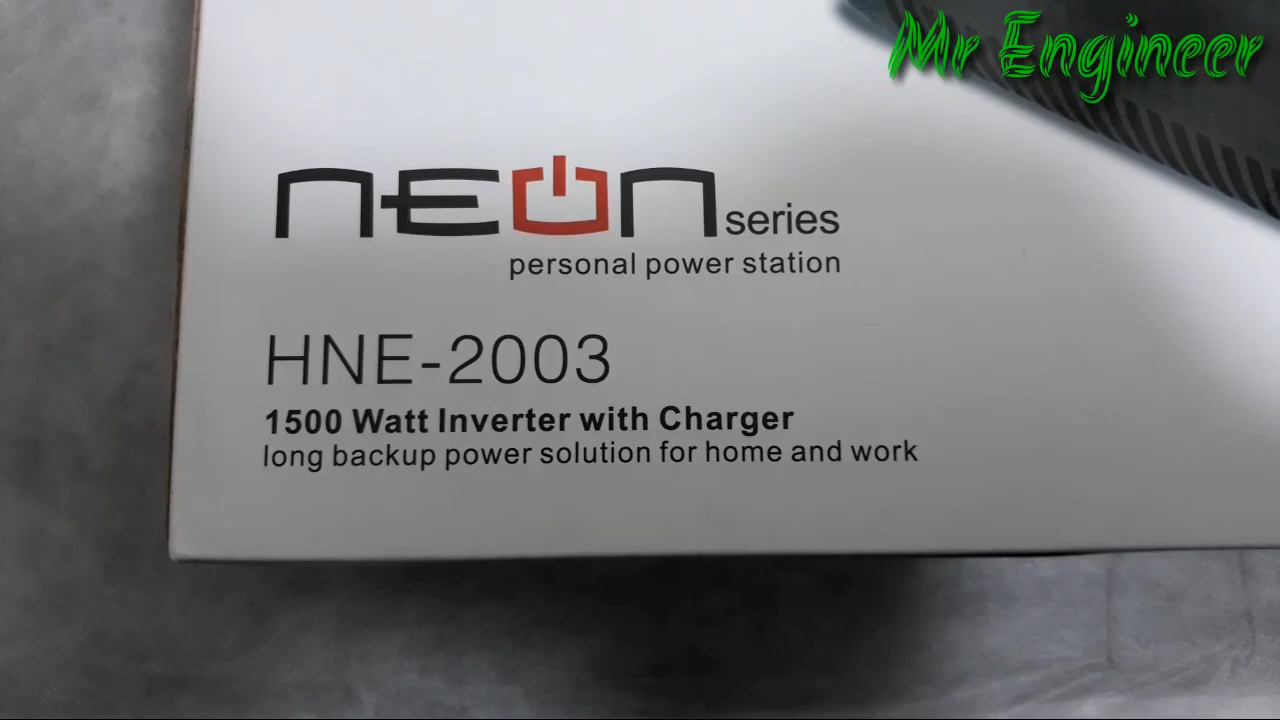 Mr Engineer
NEON series
personal power station
HNE-2003
1500 Watt Inverter with Charger
long backup power solution for home and work